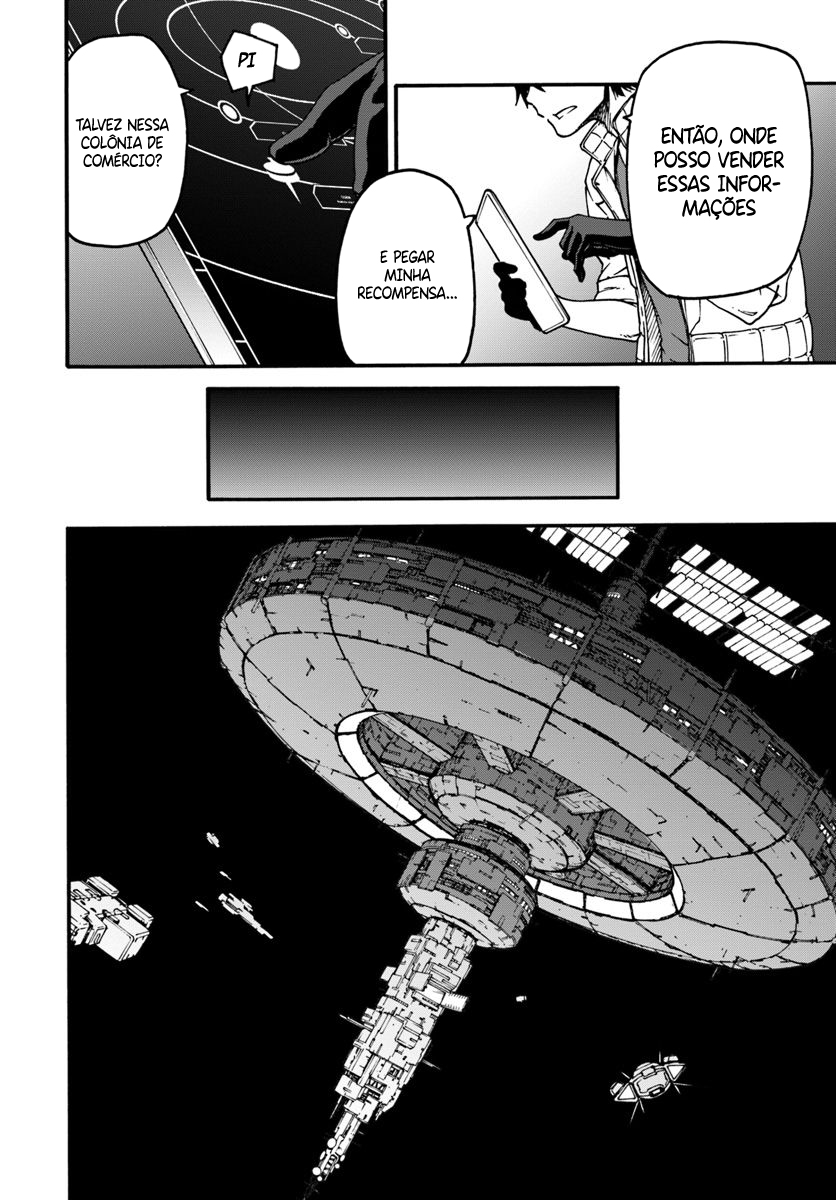 ENTÃO, ONDE
POSSO VENDER
ESSAS INFOR-
MAÇÕES
E PEGAR
MINHA
RECOMPENSA...
PI
TALVEZ NESSA
COLÔNIA DE
COMÉRCIO?